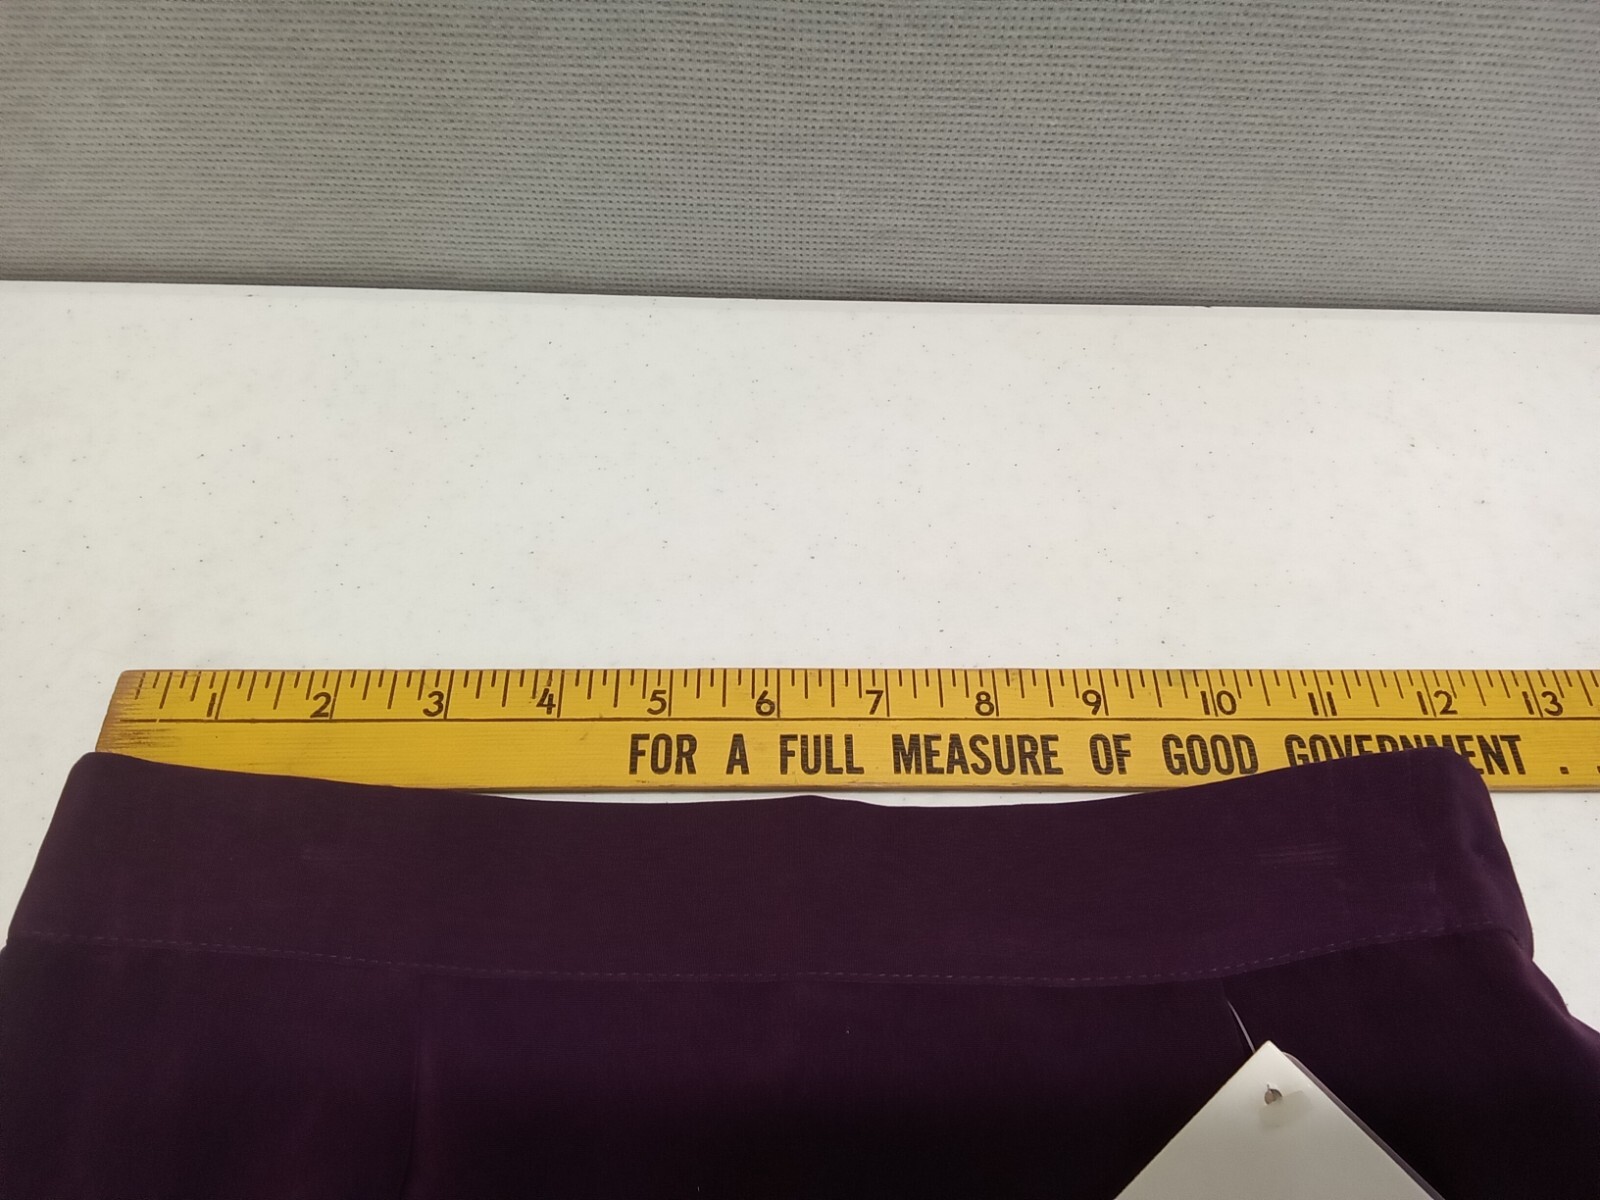 1 2 3 4 5 6 7 8 9 10 11 12 13
FOR A FULL MEASURE OF GOOD GOVERNMENT . .